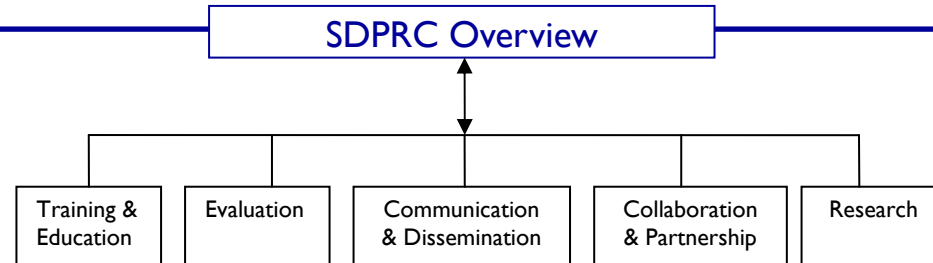 SDPRC Overview
Training &
Education
Evaluation
Communication
& Dissemination
Collaboration
& Partnership
Research